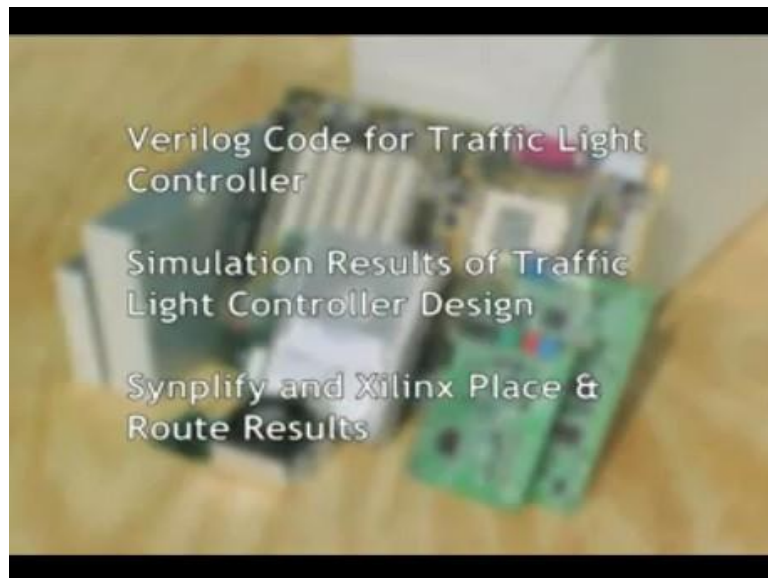 Verilog Code for Traffic Light
Controller
Simulation Results of Traffic
Light Controller Design
Synplify and Xilinx Place &
Route Results